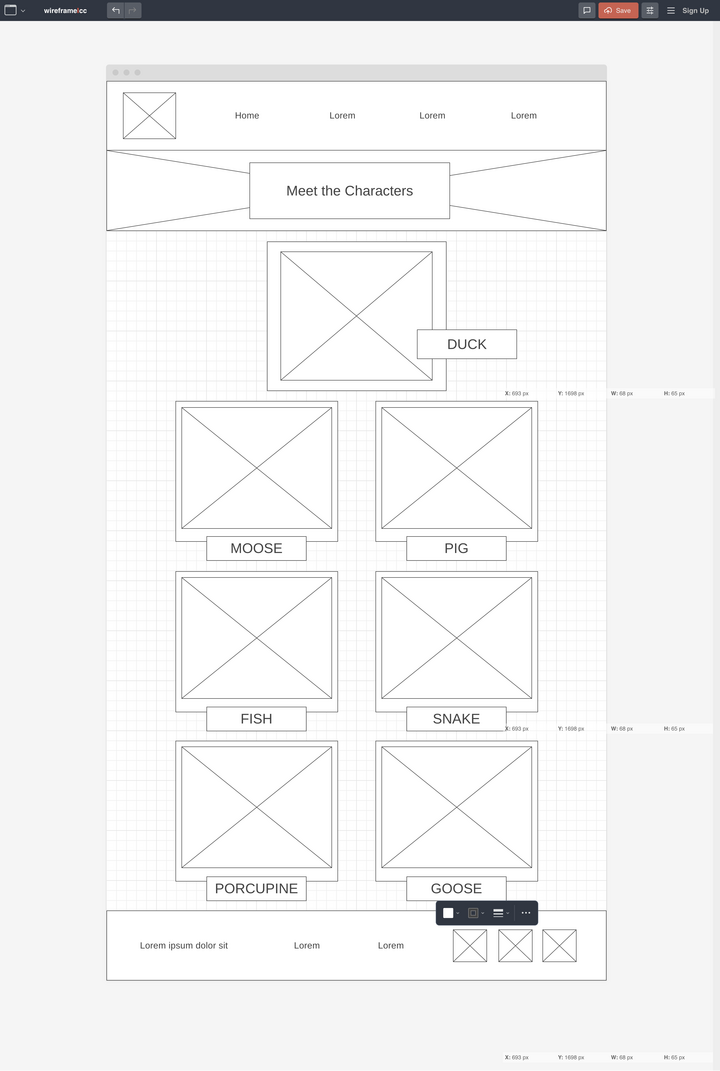 wireframe|cc
Save
Sign Up
Home Lorem Lorem Lorem
Meet the Characters
DUCK
X: 693 px Y: 1698 px W: 68 px H: 65 px
MOOSE PIG
FISH SNAKE
X: 693 px Y: 1698 px W: 68 px H: 65 px
PORCUPINE GOOSE
Lorem ipsum dolor sit Lorem Lorem
X: 693 px Y: 1698 px W: 68 px H: 65 px